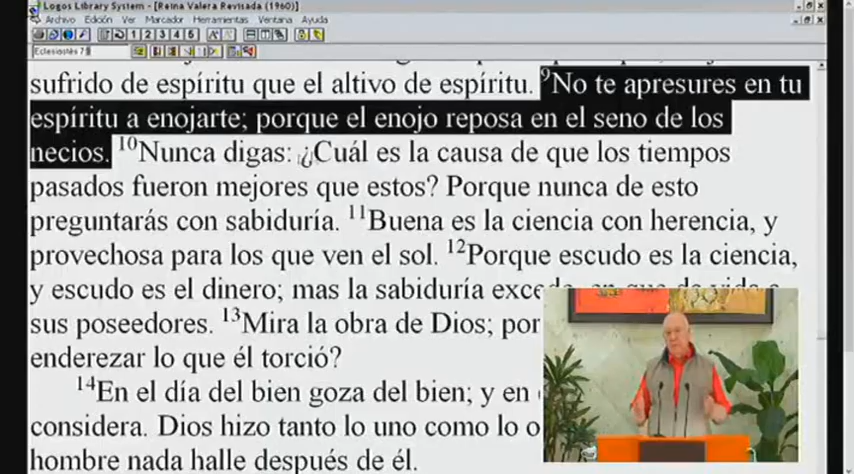 Logos Library System - [Reina Valera Revisada (1960)]
Archivo Edición Ver Marcador Herramientas Ventana Ayuda
1 2 3 4 5
Eclesiastés 7:9
sufrido de espíritu que el altivo de espíritu. 9No te apresures en tu
espíritu a enojarte; porque el enojo reposa en el seno de los
necios. 10Nunca digas: ¿Cuál es la causa de que los tiempos
pasados fueron mejores que estos? Porque nunca de esto
preguntarás con sabiduría. 11Buena es la ciencia con herencia, y
provechosa para los que ven el sol. 12Porque escudo es la ciencia,
y escudo es el dinero; mas la sabiduría
sus poseedores. 13Mira la obra de Dios;
enderezar lo que él torció?
14En el día del bien goza del bien; y en
considera. Dios hizo tanto lo uno como lo
hombre nada halle después de él.